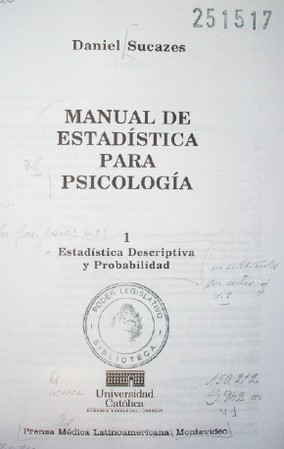 251517
Daniel Sucazes
MANUAL DE
ESTADÍSTICA
PARA
PSICOLOGÍA
1
Estadística Descriptiva
y Probabilidad
v.1
PODER LEGISLATIVO
BIBLIOTECA
Universidad
Católica
Prensa Médica Latinoamericana Montevideo